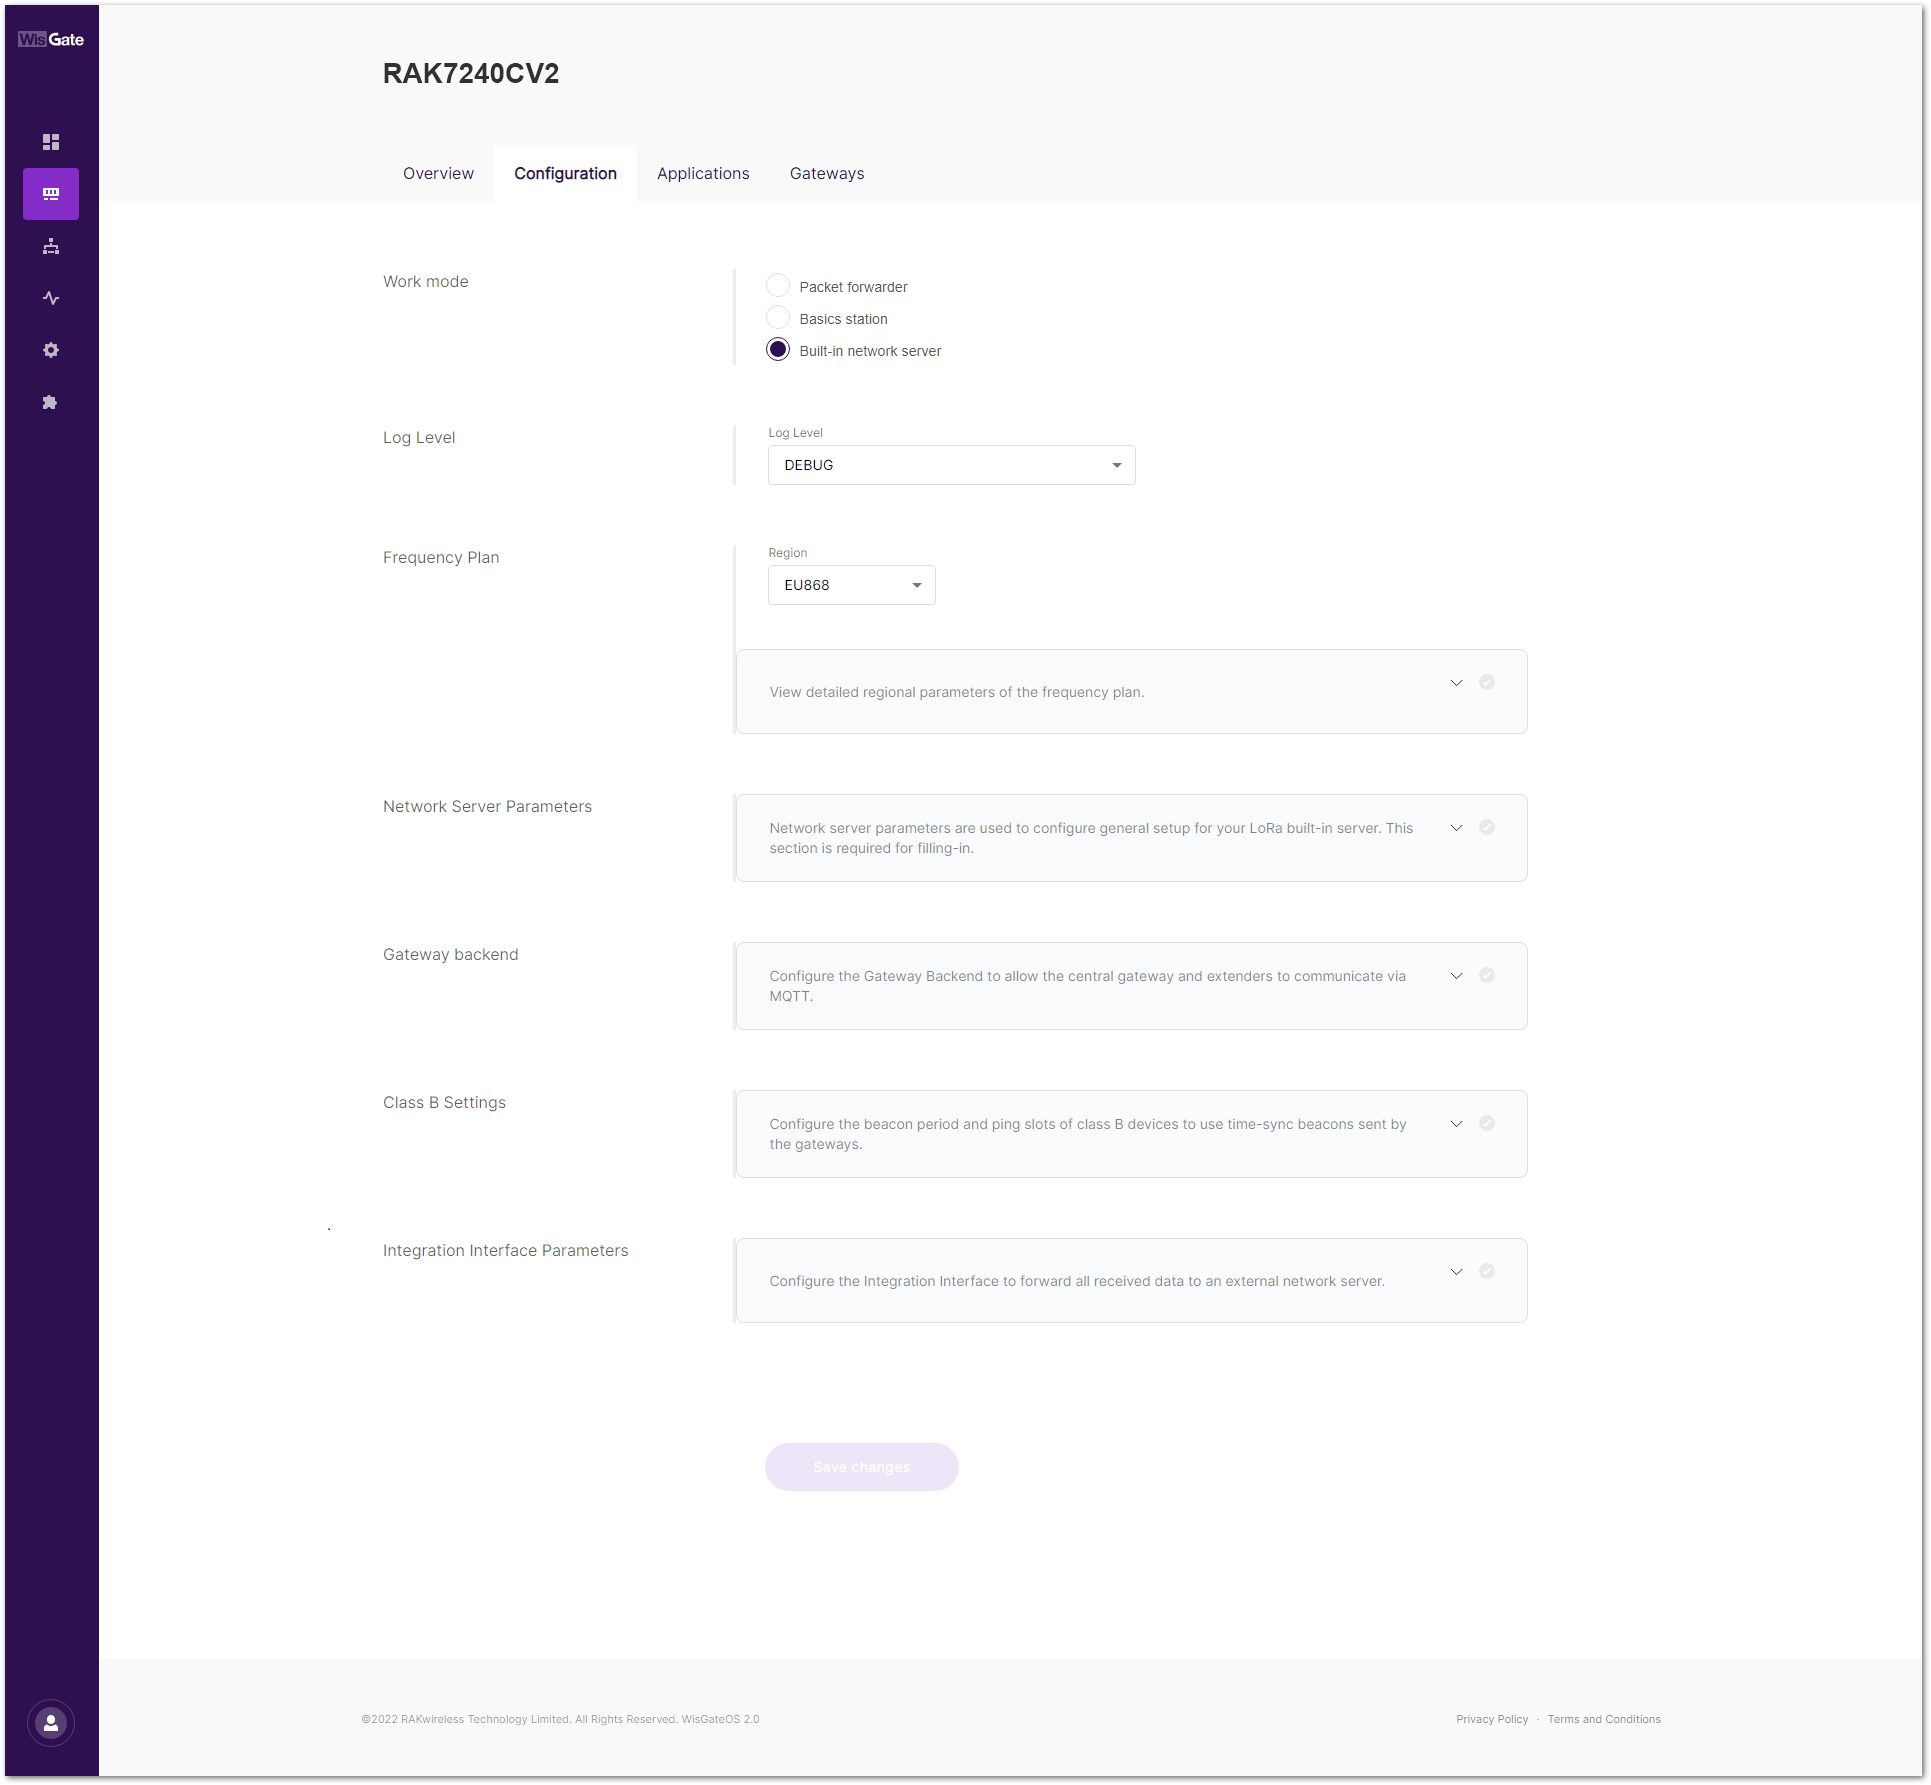 WisGate
RAK7240CV2
Overview
Configuration
Applications
Gateways
Work mode
Packet forwarder
Basics station
Built-in network server
Log Level
Log Level
DEBUG
Frequency Plan
Region
EU868
View detailed regional parameters of the frequency plan.
Network Server Parameters
Network server parameters are used to configure general setup for your LoRa built-in server. This
section is required for filling-in.
Gateway backend
Configure the Gateway Backend to allow the central gateway and extenders to communicate via
MQTT.
Class B Settings
Configure the beacon period and ping slots of class B devices to use time-sync beacons sent by
the gateways.
Integration Interface Parameters
Configure the Integration Interface to forward all received data to an external network server.
Save changes
©2022 RAKwireless Technology Limited. All Rights Reserved. WisGateOS 2.0
Privacy Policy · Terms and Conditions